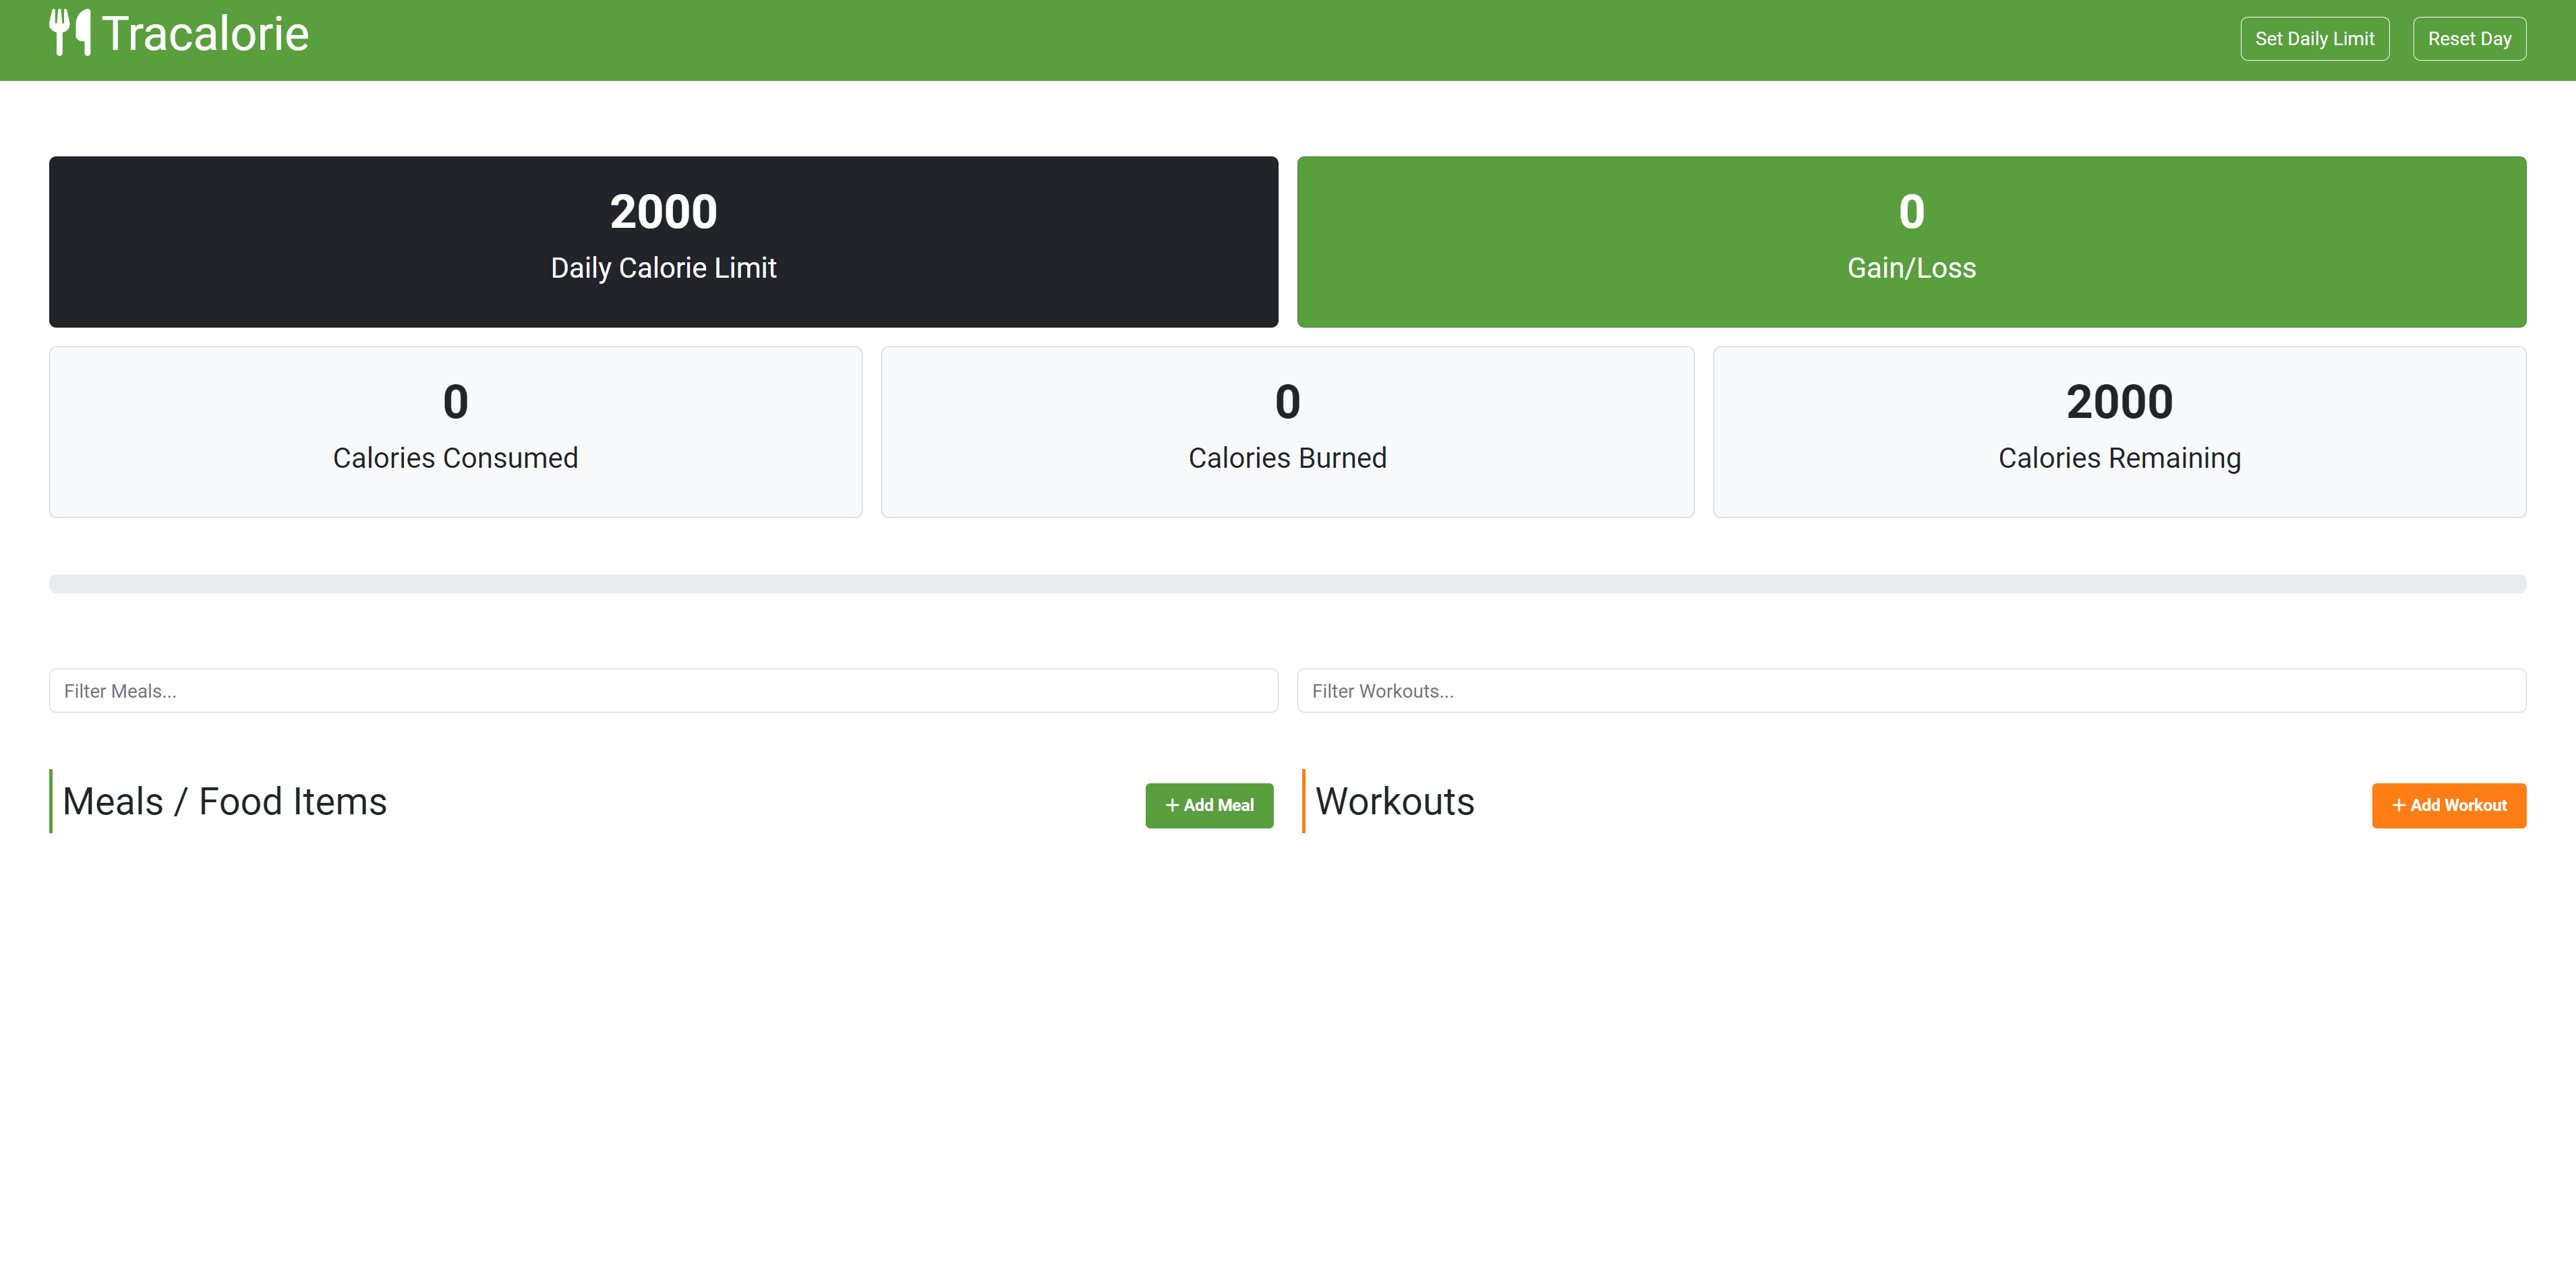 Tracalorie
Set Daily Limit
Reset Day
2000
Daily Calorie Limit
0
Gain/Loss
0
Calories Consumed
0
Calories Burned
2000
Calories Remaining
Filter Meals...
Filter Workouts...
Meals / Food Items
+ Add Meal
Workouts
+ Add Workout